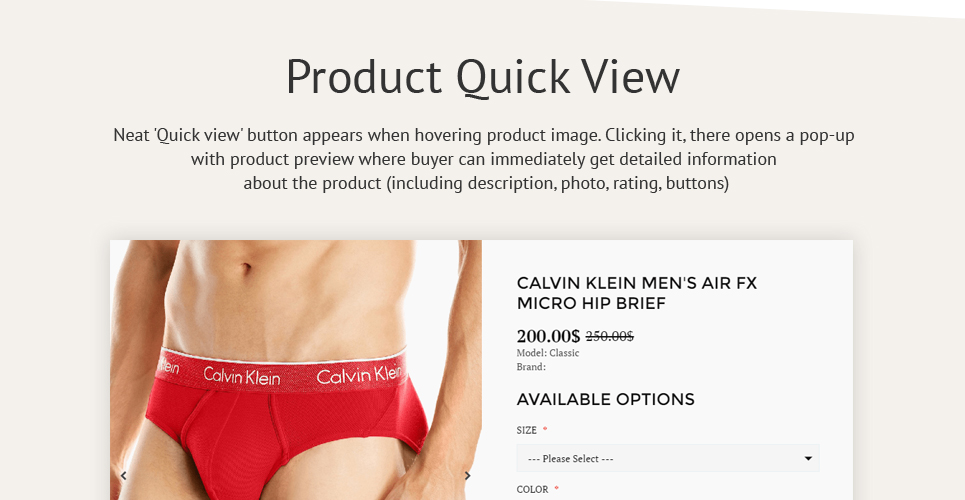 Product Quick View
Neat 'Quick view' button appears when hovering product image. Clicking it, there opens a pop-up
with product preview where buyer can immediately get detailed information
about the product (including description, photo, rating, buttons)
CALVIN KLEIN MEN'S AIR FX
MICRO HIP BRIEF
200.00$ 250.00$
Model: Classic
Brand:
AVAILABLE OPTIONS
SIZE *
--- Please Select ---
COLOR *
lein Calvin Klein Calvin Klein